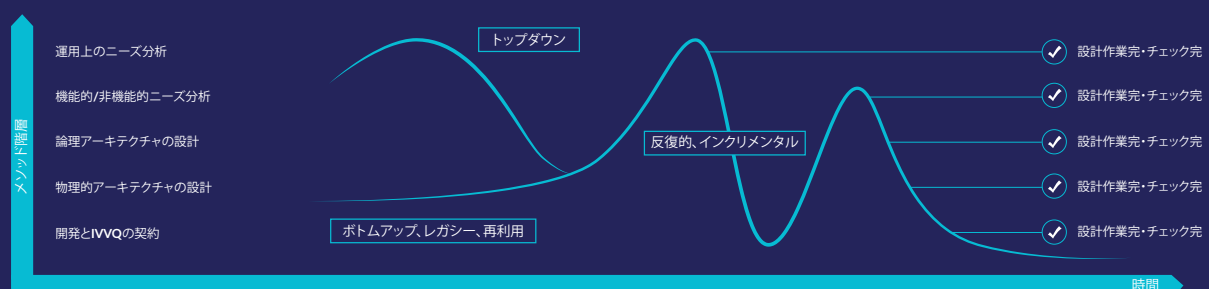 トップダウン
運用上のニーズ分析
設計作業完・チェック完
機能的/非機能的ニーズ分析
設計作業完・チェック完
メソッド階層
論理アーキテクチャの設計
反復的、インクリメンタル
設計作業完・チェック完
物理的アーキテクチャの設計
設計作業完・チェック完
開発とIVVQの契約
ボトムアップ、レガシー、再利用
設計作業完・チェック完
時間